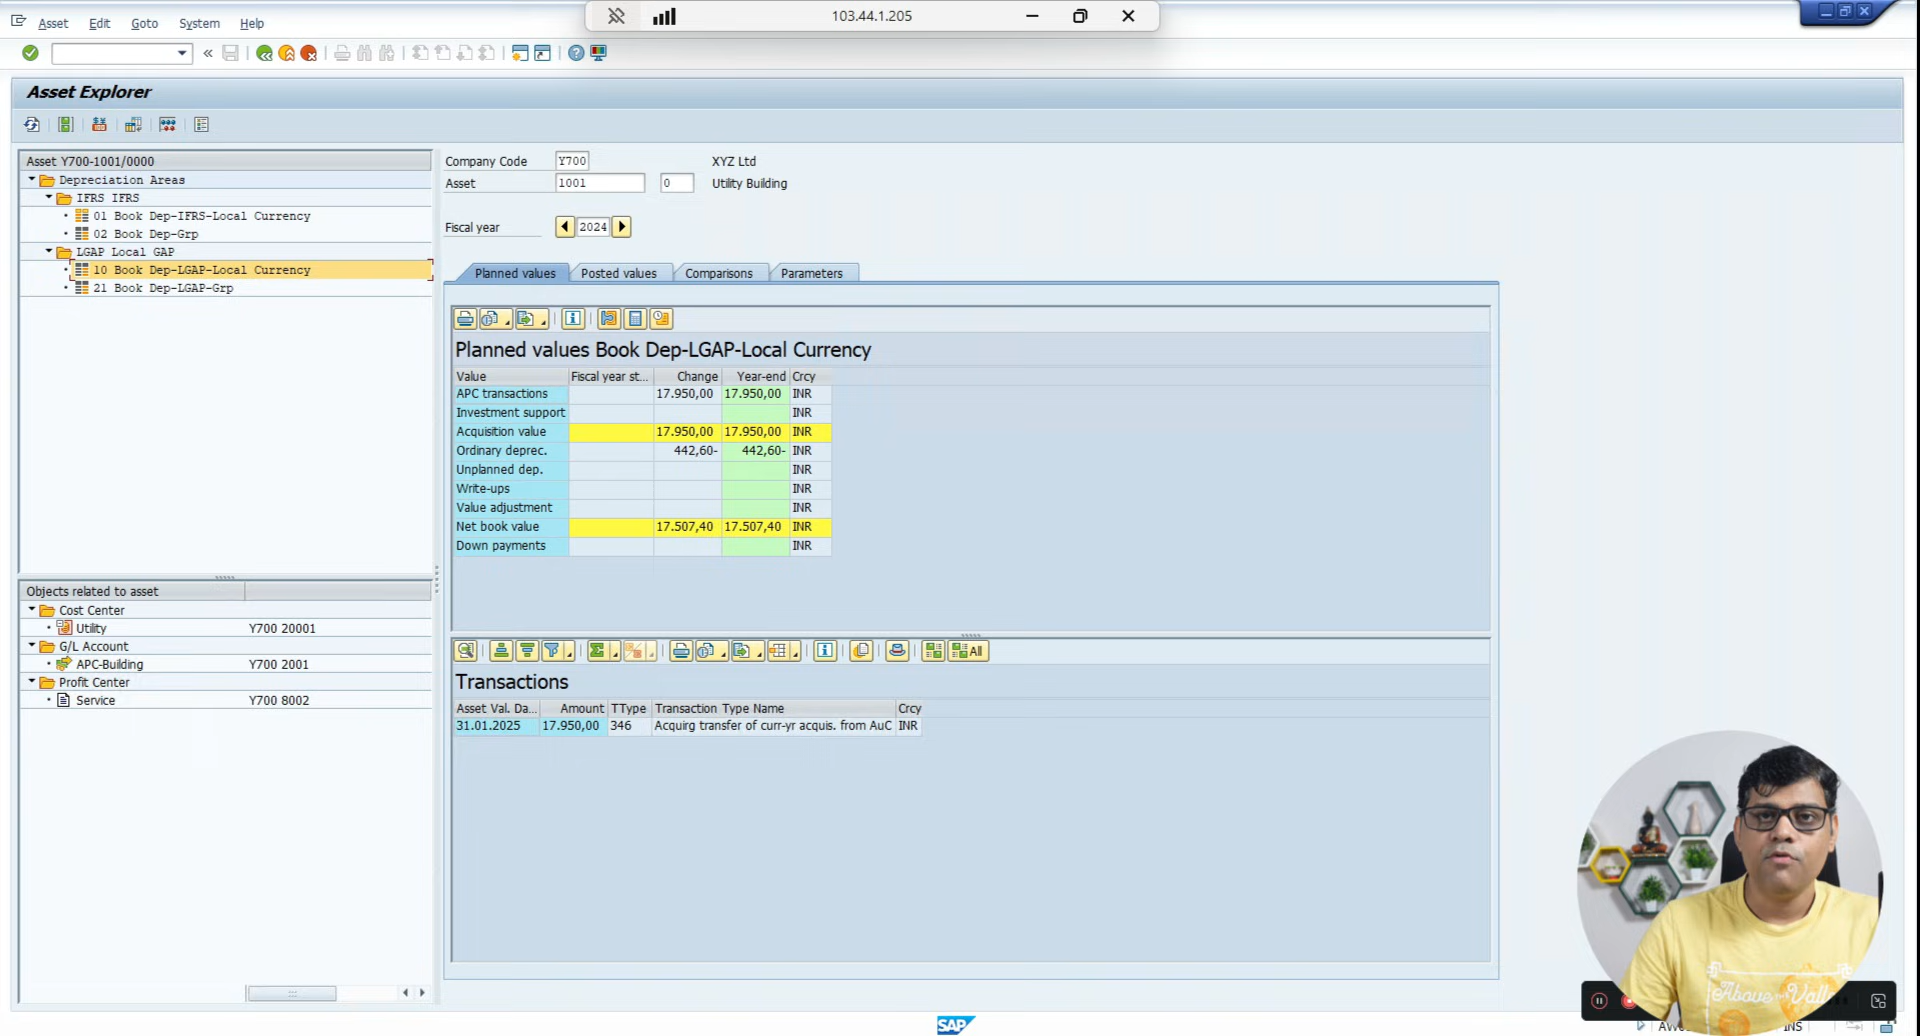 Asset Edit Goto System Help
103.44.1.205
Asset Explorer
Asset Y700-1001/0000
Depreciation Areas
IFRS IFRS
01 Book Dep-IFRS-Local Currency
02 Book Dep-Grp
LGAP Local GAP
10 Book Dep-LGAP-Local Currency
21 Book Dep-LGAP-Grp
Objects related to asset
Cost Center
Utility Y700 20001
G/L Account
APC-Building Y700 2001
Profit Center
Service Y700 8002
Company Code Y700 XYZ Ltd
Asset 1001 0 Utility Building
Fiscal year 2024
Planned values Posted values Comparisons Parameters
Planned values Book Dep-LGAP-Local Currency
Value Fiscal year st... Change Year-end Crcy
APC transactions 17.950,00 17.950,00 INR
Investment support INR
Acquisition value 17.950,00 17.950,00 INR
Ordinary deprec. 442,60- 442,60- INR
Unplanned dep. INR
Write-ups INR
Value adjustment INR
Net book value 17.507,40 17.507,40 INR
Down payments INR
All
Transactions
Asset Val. Da... Amount TType Transaction Type Name Crcy
31.01.2025 17.950,00 346 Acquirg transfer of curr-yr acquis. from AuC INR
Above the Vall
SAP
INS